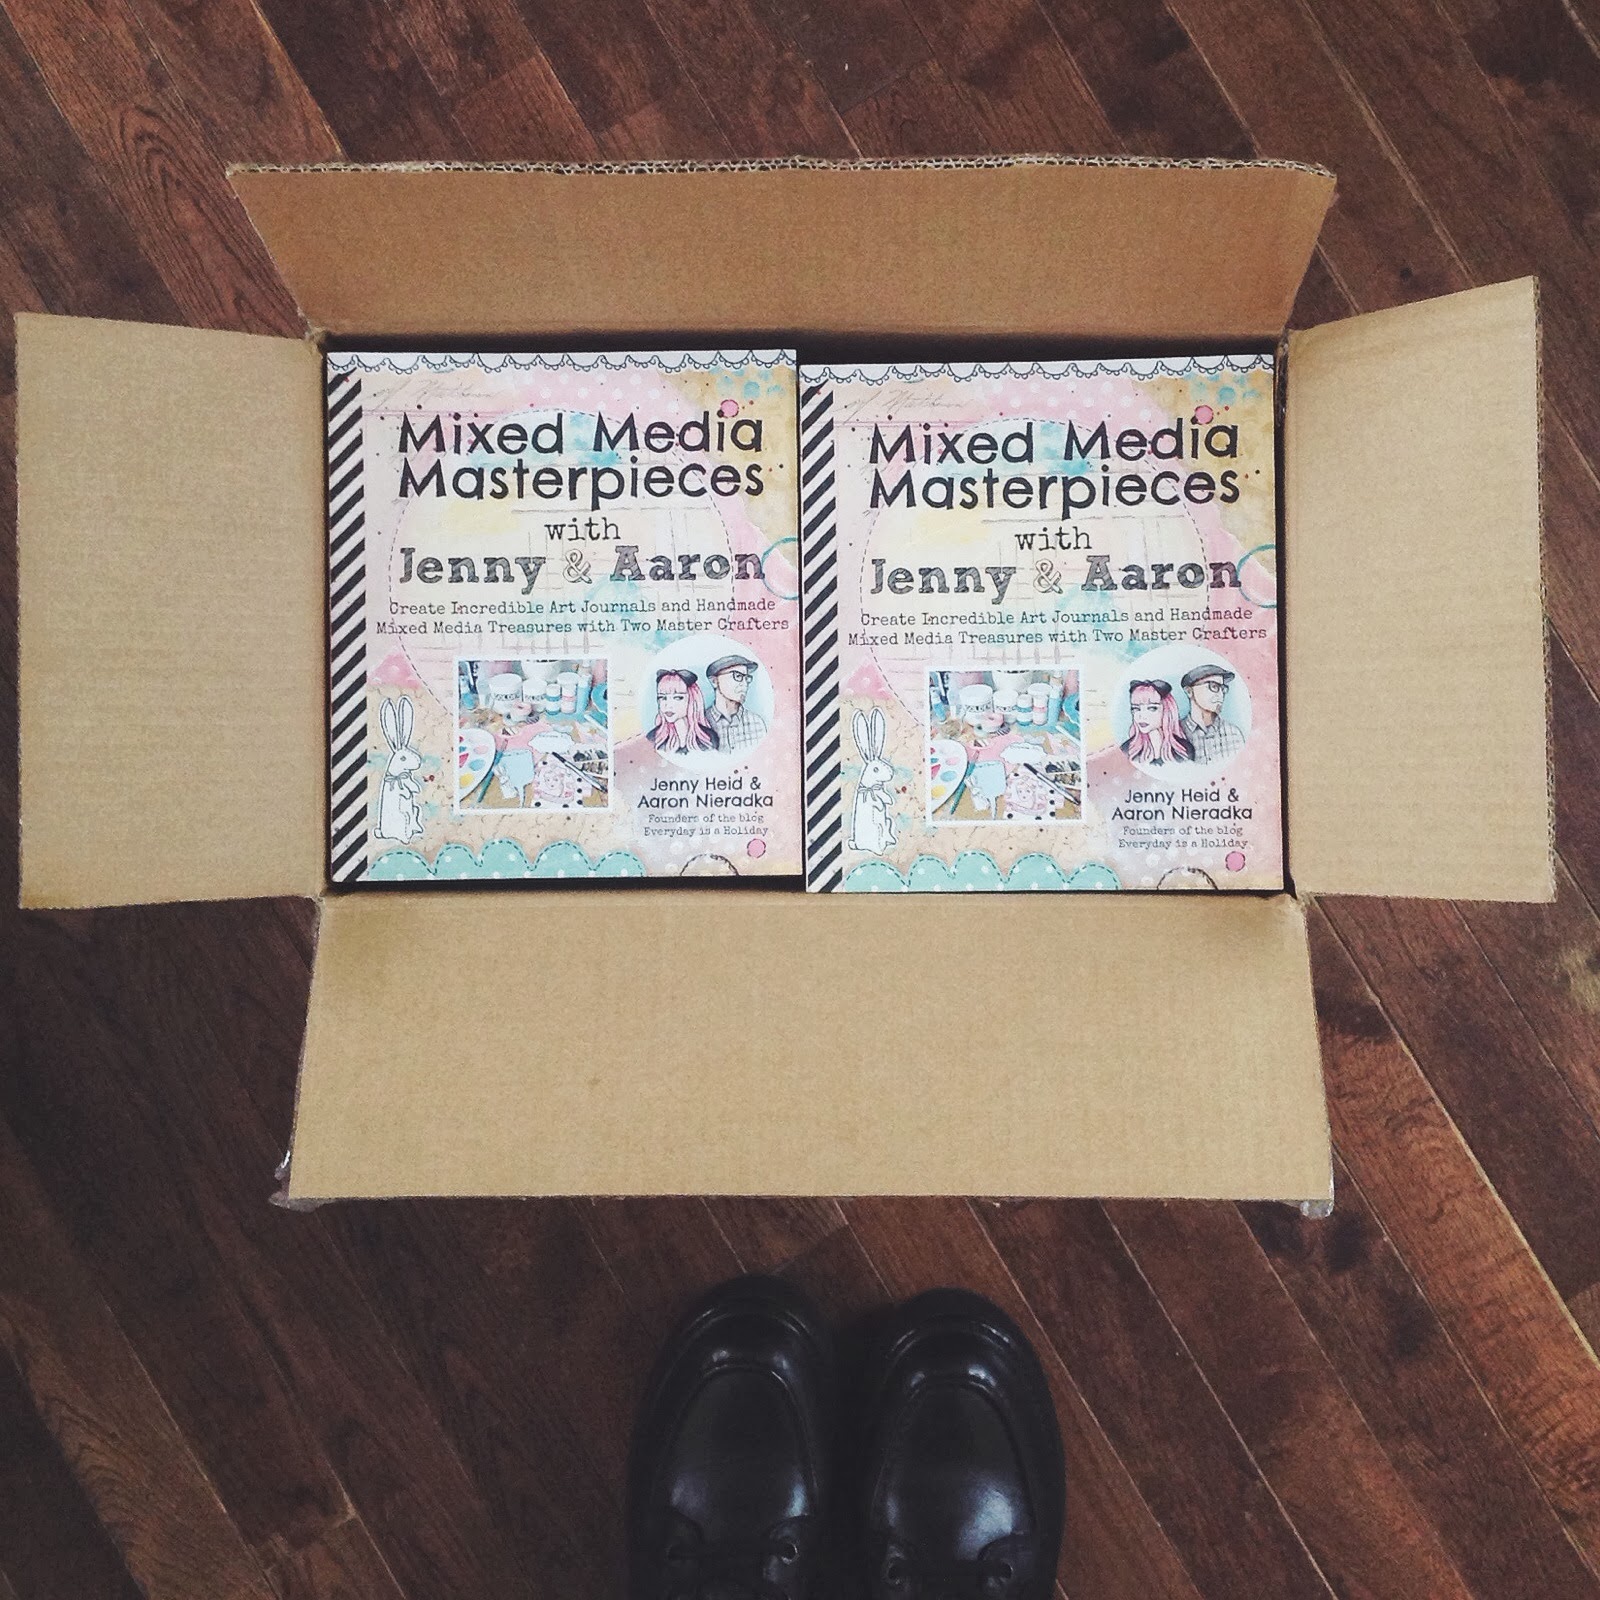 Mixed Media
Masterpieces
with
Jenny & Aaron
Create Incredible Art Journals and Handmade
Mixed Media Treasures with Two Master Crafters
Jenny Heid &
Aaron Nieradka
Founders of the blog
Everyday is a Holiday
Mixed Media
Masterpieces
with
Jenny & Aaron
Create Incredible Art Journals and Handmade
Mixed Media Treasures with Two Master Crafters
Jenny Heid &
Aaron Nieradka
Founders of the blog
Everyday is a Holiday